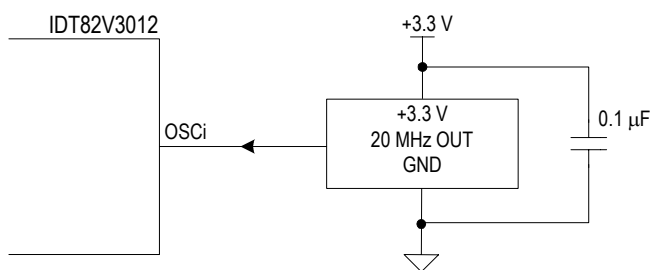 IDT82V3012
+3.3 V
OSCi
+3.3 V
20 MHz OUT
GND
0.1 μF